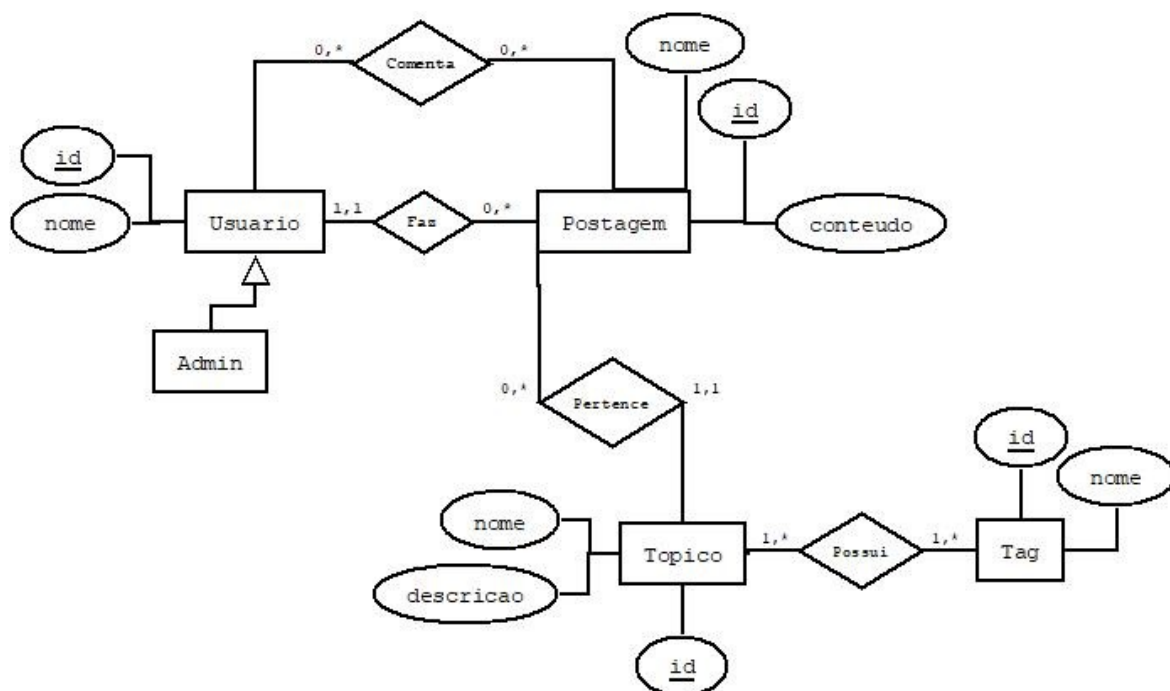 nome
0,*
0,*
Comenta
id
id
nome
Usuario
1,1
Faz
0,*
Postagem
conteudo
Admin
0,*
Pertence
1,1
id
nome
nome
Topico
1,*
Possui
1,*
Tag
descricao
id